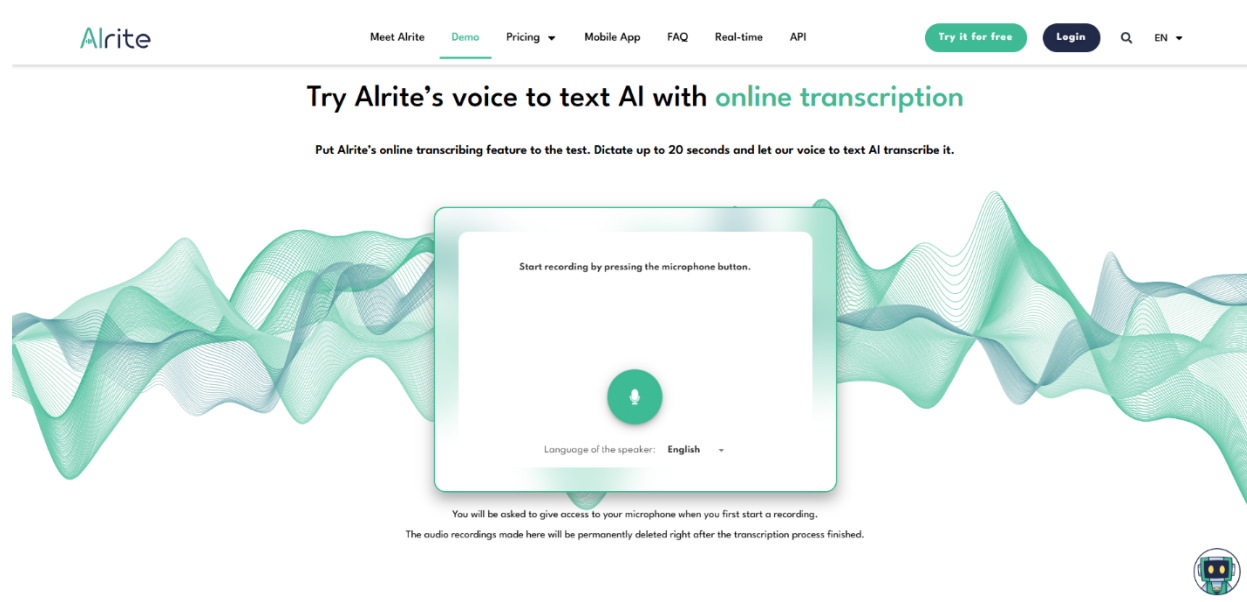 Alrite
Meet Alrite Demo Pricing Mobile App FAQ Real-time API Try it for free Login EN
Try Alrite's voice to text AI with online transcription
Put Alrite's online transcribing feature to the test. Dictate up to 20 seconds and let our voice to text AI transcribe it.
Start recording by pressing the microphone button.
Language of the speaker: English
You will be asked to give access to your microphone when you first start a recording.
The audio recordings made here will be permanently deleted right after the transcription process finished.